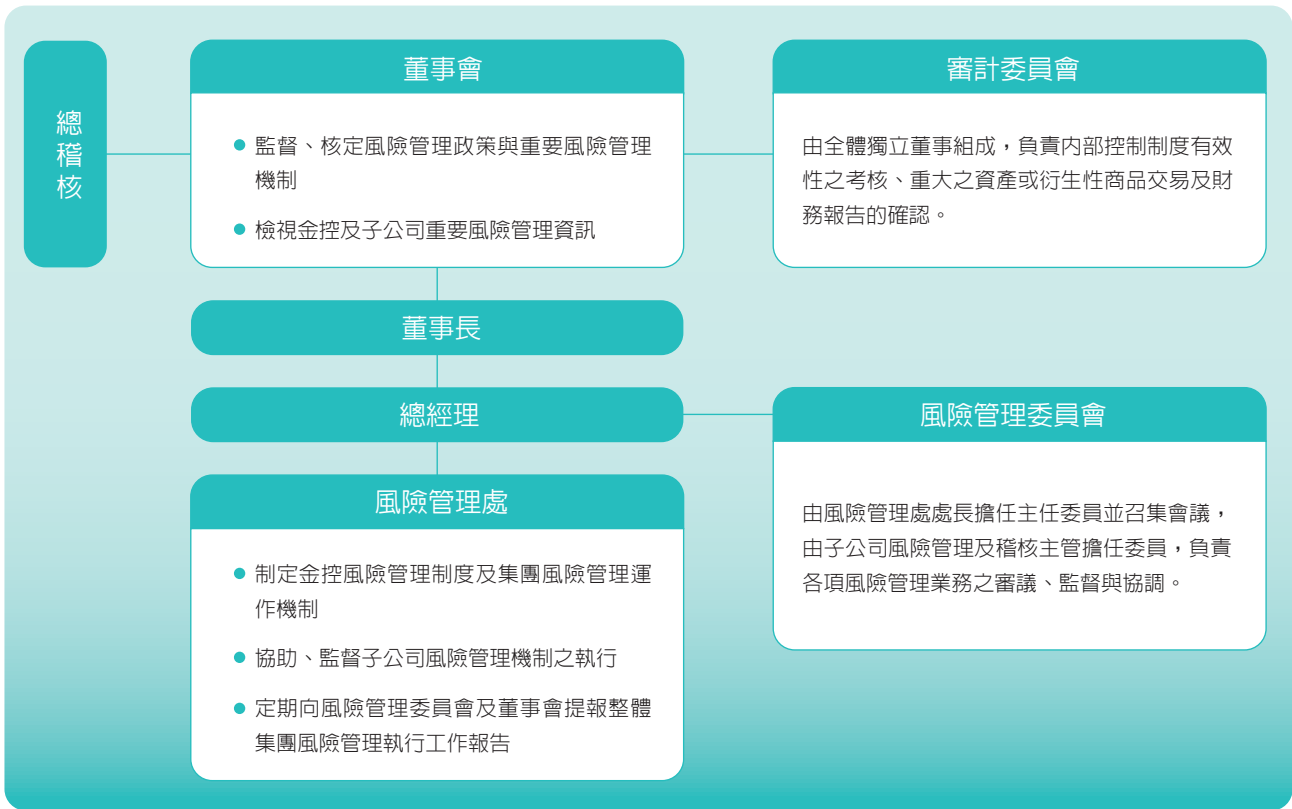 總稽核
董事會
監督、核定風險管理政策與重要風險管理
機制
檢視金控及子公司重要風險管理資訊
審計委員會
由全體獨立董事組成，負責內部控制制度有效
性之考核、重大之資產或衍生性商品交易及財
務報告的確認。
董事長
總經理
風險管理委員會
由風險管理處處長擔任主任委員並召集會議，
由子公司風險管理及稽核主管擔任委員，負責
各項風險管理業務之審議、監督與協調。
風險管理處
制定金控風險管理制度及集團風險管理運
作機制
協助、監督子公司風險管理機制之執行
定期向風險管理委員會及董事會提報整體
集團風險管理執行工作報告